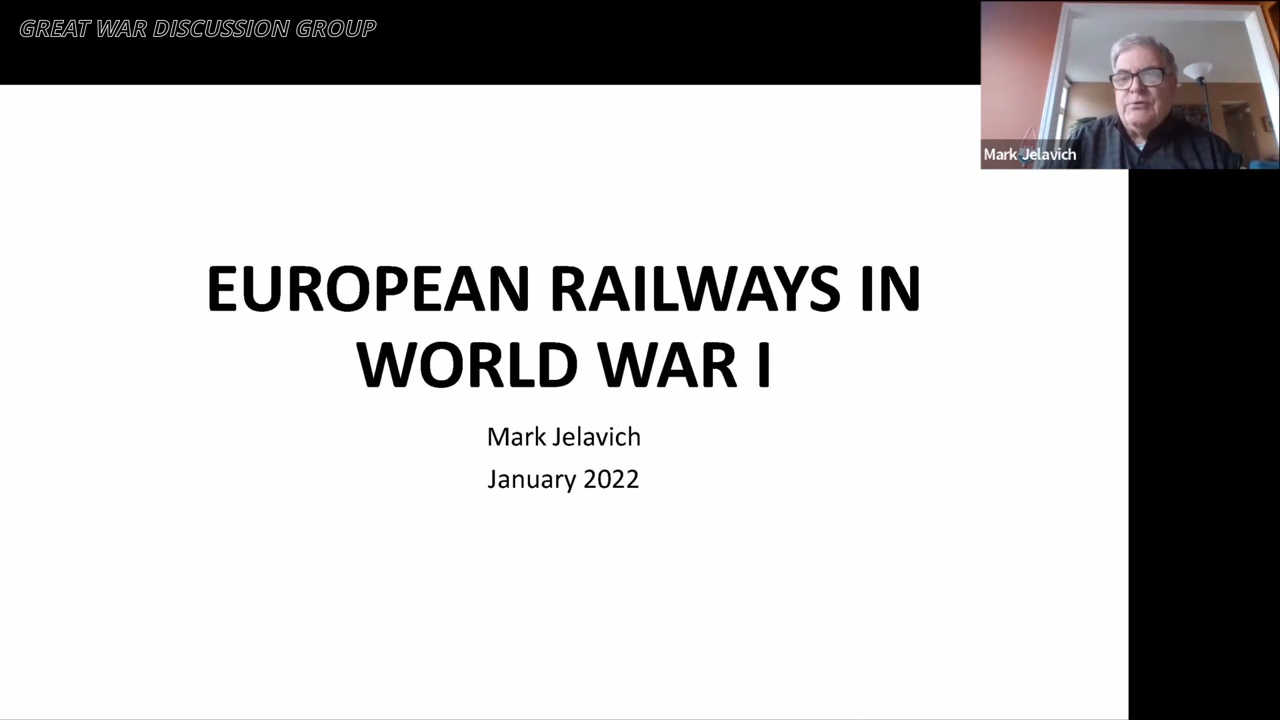 GREAT WAR DISCUSSION GROUP
Mark Jelavich
EUROPEAN RAILWAYS IN
WORLD WAR I
Mark Jelavich
January 2022